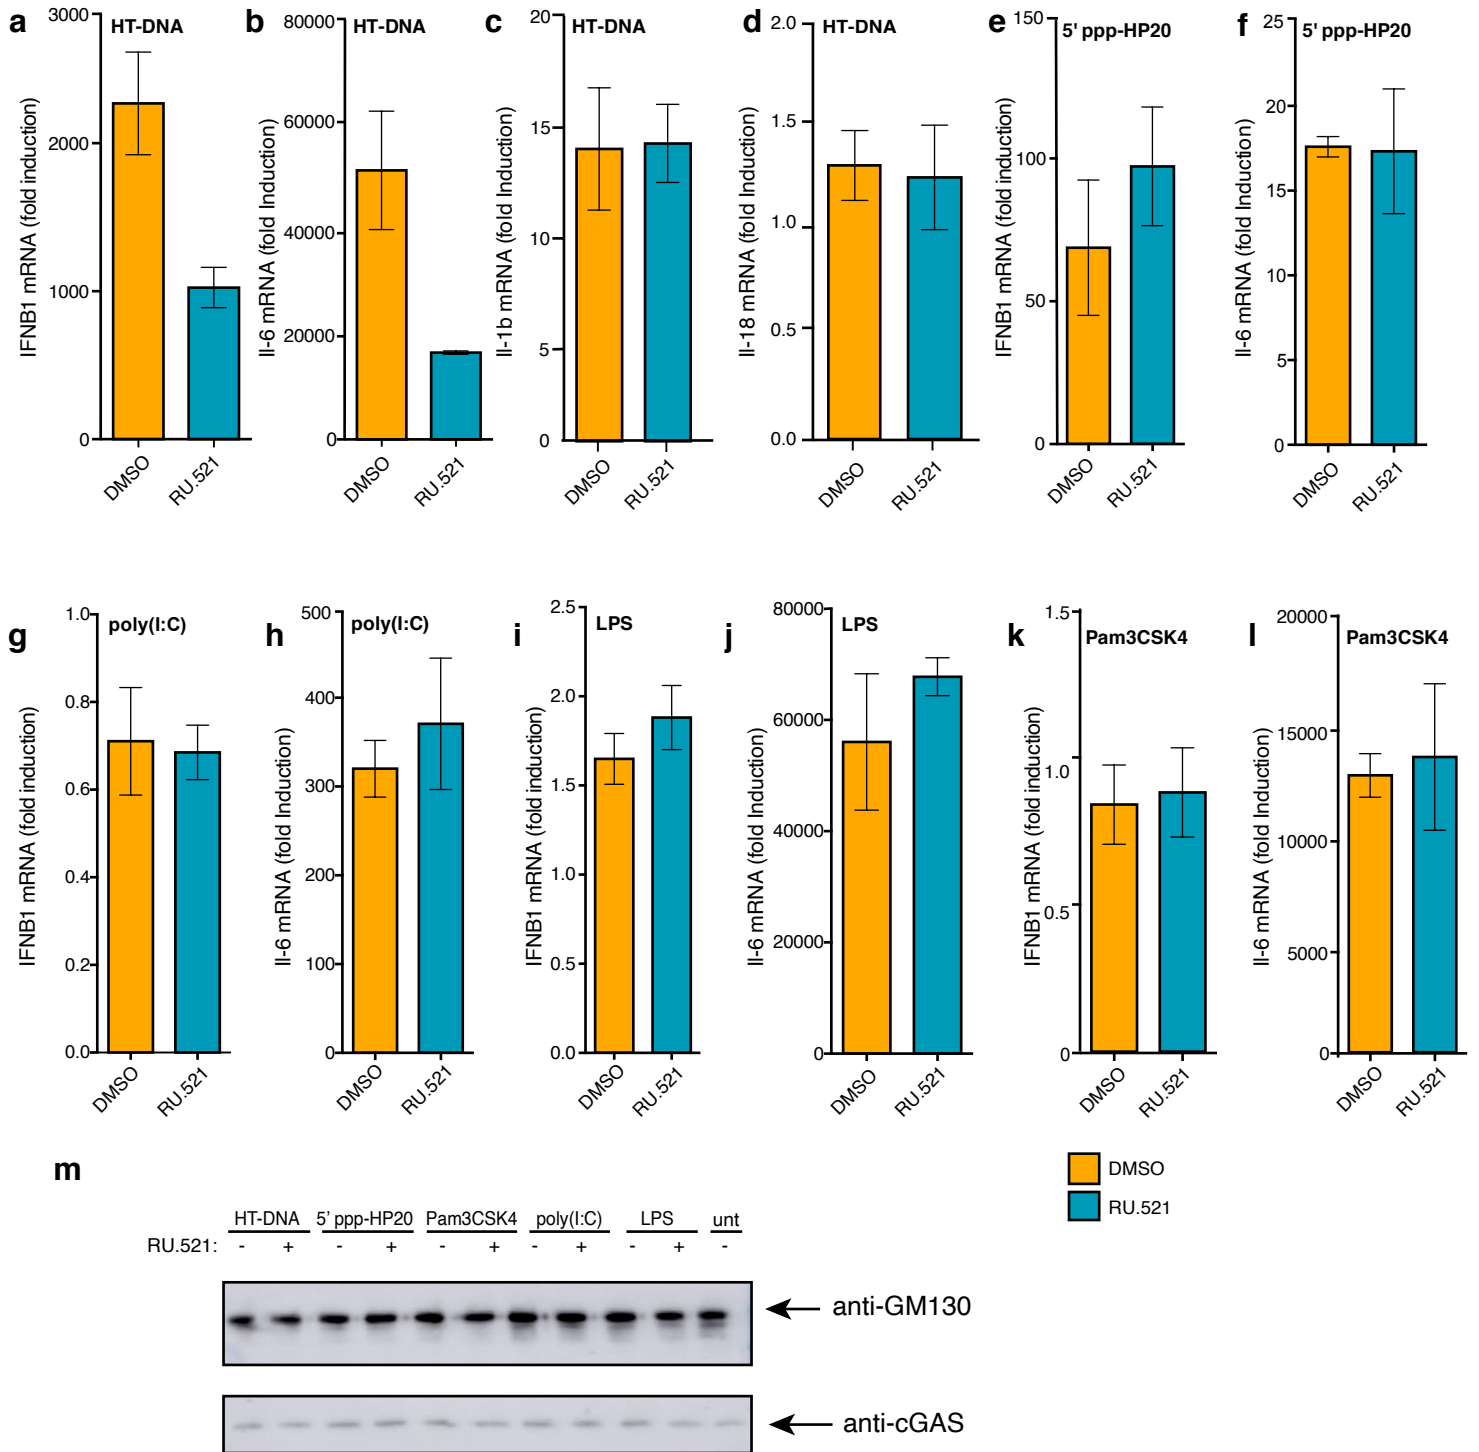 a
HT-DNA
IFNB1 mRNA (fold induction)
3000
2000
1000
0
DMSO
RU.521
b
HT-DNA
Il-6 mRNA (fold Induction)
80000
60000
40000
20000
0
DMSO
RU.521
c
HT-DNA
Il-1b mRNA (fold Induction)
20
15
10
5
0
DMSO
RU.521
d
HT-DNA
Il-18 mRNA (fold Induction)
2.0
1.5
1.0
0.5
0.0
DMSO
RU.521
e
5' ppp-HP20
IFNB1 mRNA (fold induction)
150
100
50
0
DMSO
RU.521
f
5' ppp-HP20
Il-6 mRNA (fold Induction)
25
20
15
10
5
0
DMSO
RU.521
g
poly(I:C)
IFNB1 mRNA (fold induction)
1.0
0.8
0.6
0.4
0.2
0.0
DMSO
RU.521
h
poly(I:C)
Il-6 mRNA (fold Induction)
500
400
300
200
100
0
DMSO
RU.521
i
LPS
IFNB1 mRNA (fold induction)
2.5
2.0
1.5
1.0
0.5
0.0
DMSO
RU.521
j
LPS
Il-6 mRNA (fold Induction)
80000
60000
40000
20000
0
DMSO
RU.521
k
Pam3CSK4
IFNB1 mRNA (fold induction)
1.5
1.0
0.5
0
DMSO
RU.521
l
Pam3CSK4
Il-6 mRNA (fold Induction)
20000
15000
10000
5000
0
DMSO
RU.521
DMSO
RU.521
m
HT-DNA 5' ppp-HP20 Pam3CSK4 poly(I:C) LPS unt
RU.521: - + - + - + - + - + -
anti-GM130
anti-cGAS